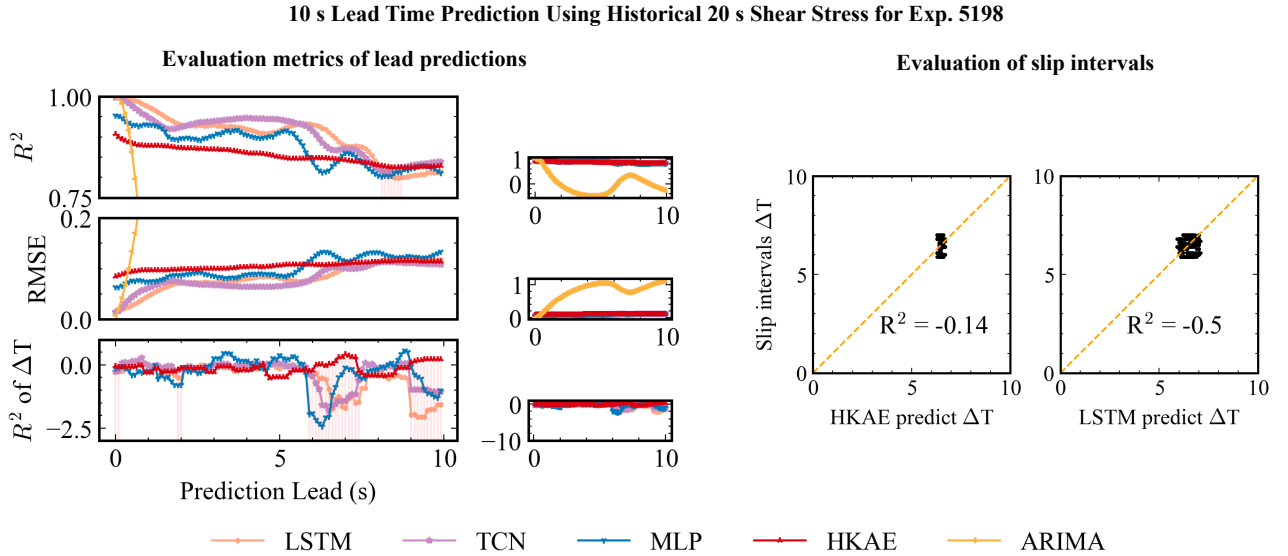 10 s Lead Time Prediction Using Historical 20 s Shear Stress for Exp. 5198
Evaluation metrics of lead predictions
Evaluation of slip intervals
1.00
0.75
R²
1
0
0
10
0.2
0.0
RMSE
1
0
0
10
0.0
−2.5
R² of ΔT
0
−10
0
10
0
5
10
Prediction Lead (s)
10
5
0
Slip intervals ΔT
R² = -0.14
0
5
10
HKAE predict ΔT
10
5
0
R² = -0.5
0
5
10
LSTM predict ΔT
LSTM
TCN
MLP
HKAE
ARIMA